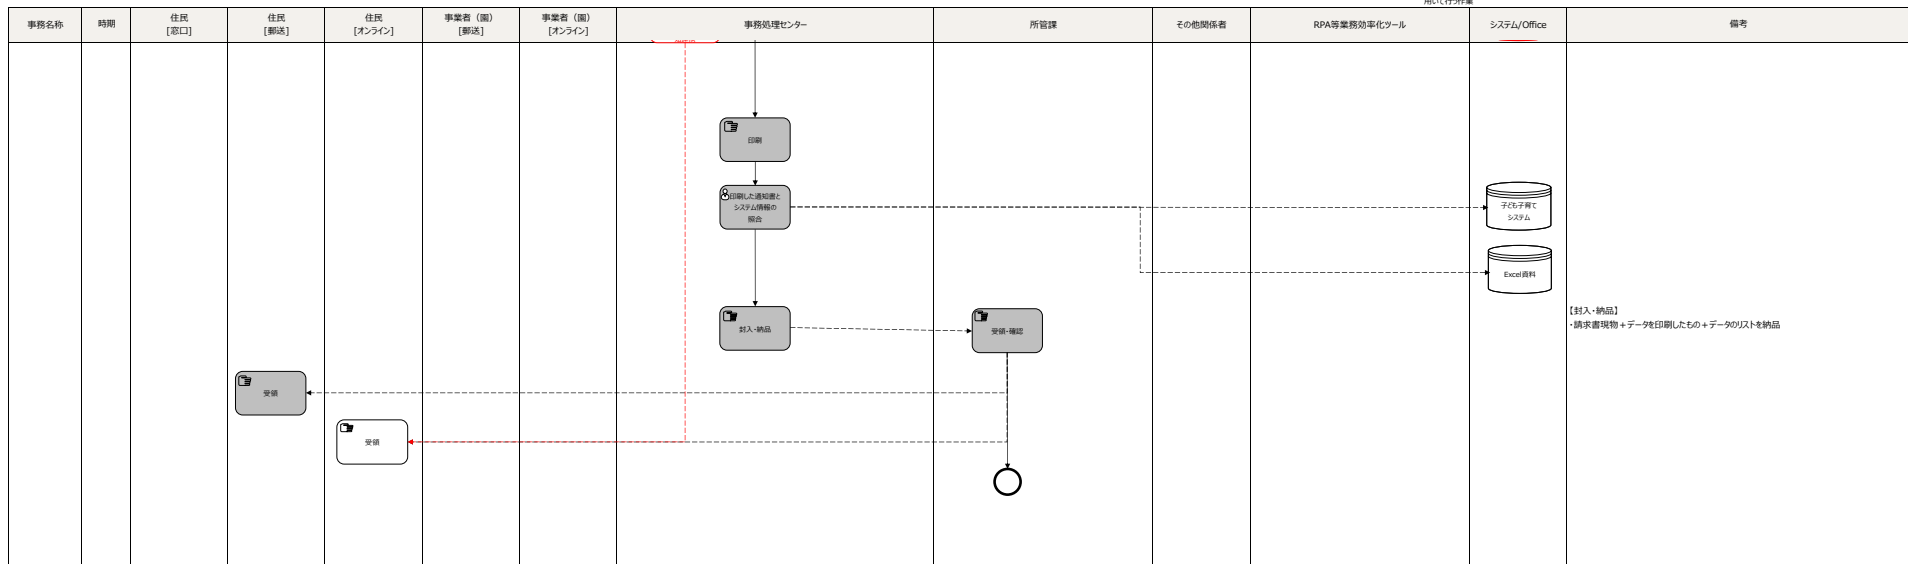 用いて行う作業
事務名称
時期
住民
[窓口]
住民
[郵送]
住民
[オンライン]
事業者（園）
[郵送]
事業者（園）
[オンライン]
事務処理センター
所管課
その他関係者
RPA等業務効率化ツール
システム/Office
備考
印刷
印刷した通知書と
システム情報の
照合
子ども子育て
システム
Excel資料
封入・納品
受領・確認
【封入・納品】
・請求書現物＋データを印刷したもの＋データのリストを納品
受領
受領